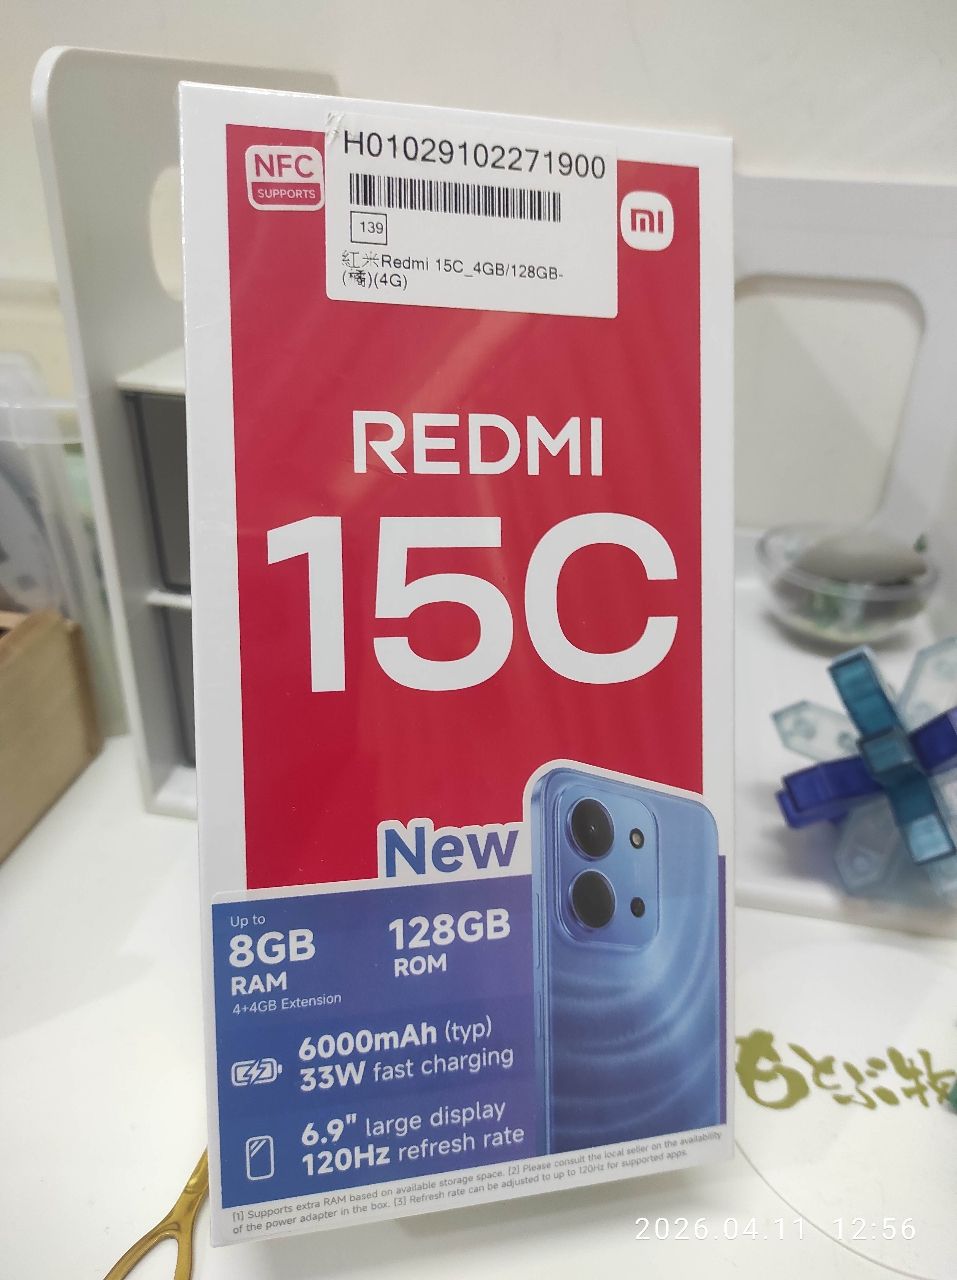 NFC
SUPPORTS
H01029102271900
139
紅米Redmi 15C_4GB/128GB-
(橘)(4G)
mi
REDMI
15C
New
Up to
8GB
RAM
4+4GB Extension
128GB
ROM
6000mAh (typ)
33W fast charging
6.9" large display
120Hz refresh rate
[1] Supports extra RAM based on available storage space. [2] Please consult the local seller on the availability
of the power adapter in the box. [3] Refresh rate can be adjusted to up to 120Hz for supported apps.
とぶ物
2026.04.11 12:56